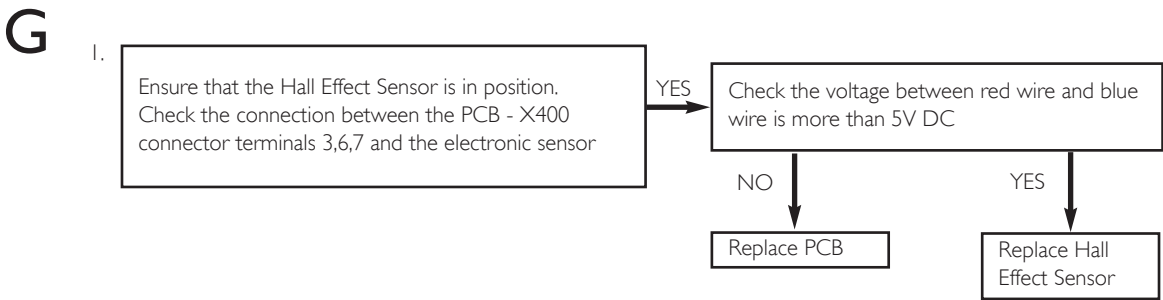 G
1.
Ensure that the Hall Effect Sensor is in position.
Check the connection between the PCB - X400
connector terminals 3,6,7 and the electronic sensor
YES
Check the voltage between red wire and blue
wire is more than 5V DC
NO
YES
Replace PCB
Replace Hall
Effect Sensor